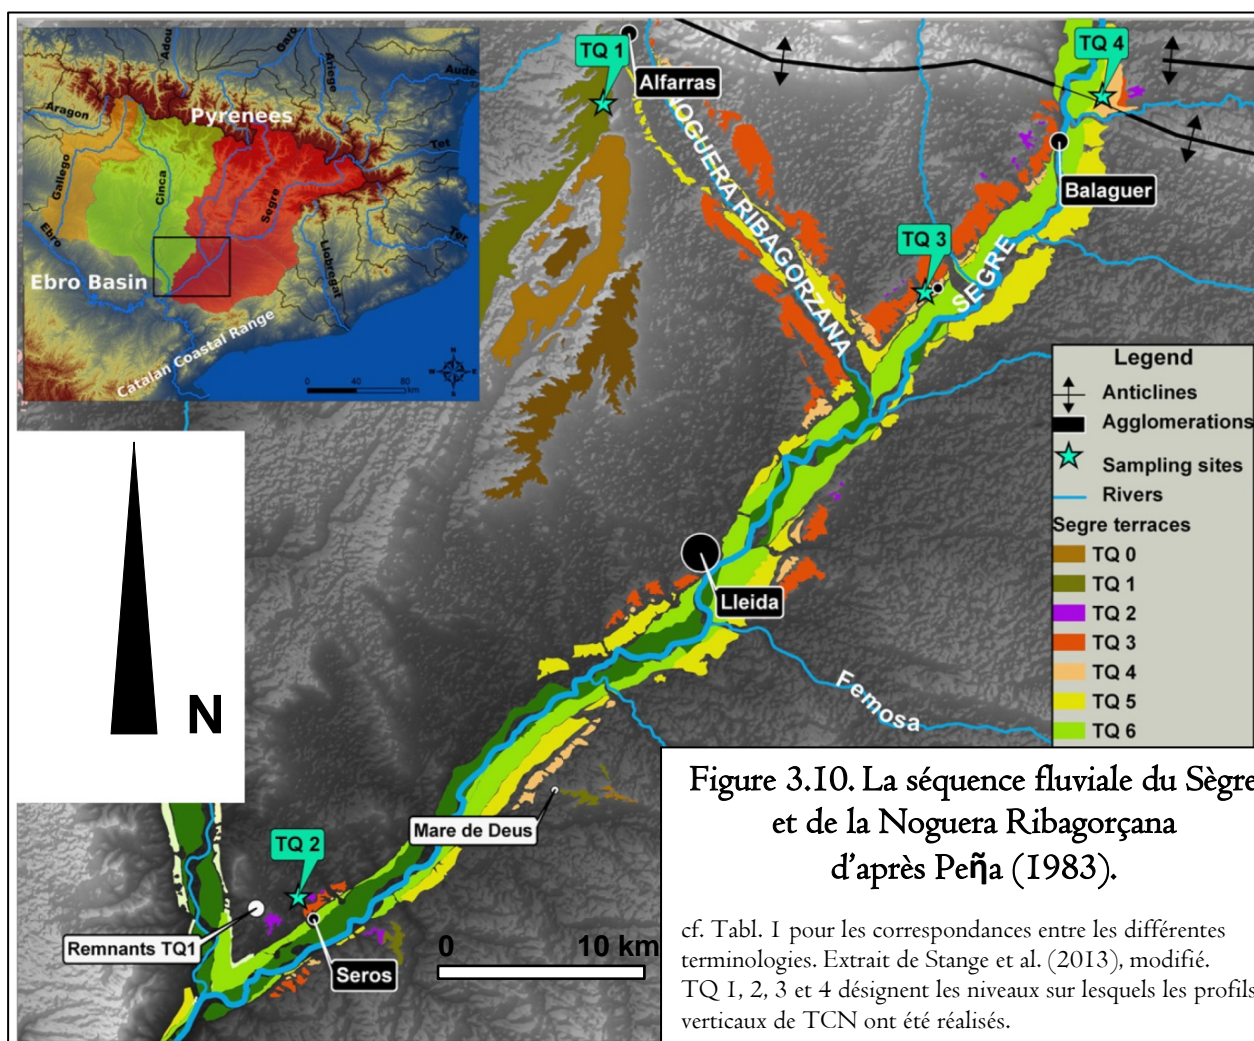 Adou
Garo
Ariege
Aude
Aragon
Pyrenees
Tet
Gallego
Cinca
Segre
Ter
Ebro
Llobregat
Ebro Basin
Catalan Coastal Range
0 40 80
km
N
W E
S
TQ 1
Alfarras
TQ 4
NOGUERA RIBAGORZANA
Balaguer
TQ 3
SEGRE
Legend
Anticlines
Agglomerations
Sampling sites
Rivers
Segre terraces
TQ 0
TQ 1
TQ 2
TQ 3
TQ 4
TQ 5
TQ 6
N
Lleida
Femosa
Mare de Deus
TQ 2
Remnants TQ1
Seros
0 10 km
Figure 3.10. La séquence fluviale du Sègre
et de la Noguera Ribagorçana
d'après Peña (1983).
cf. Tabl. 1 pour les correspondances entre les différentes
terminologies. Extrait de Stange et al. (2013), modifié.
TQ 1, 2, 3 et 4 désignent les niveaux sur lesquels les profils
verticaux de TCN ont été réalisés.